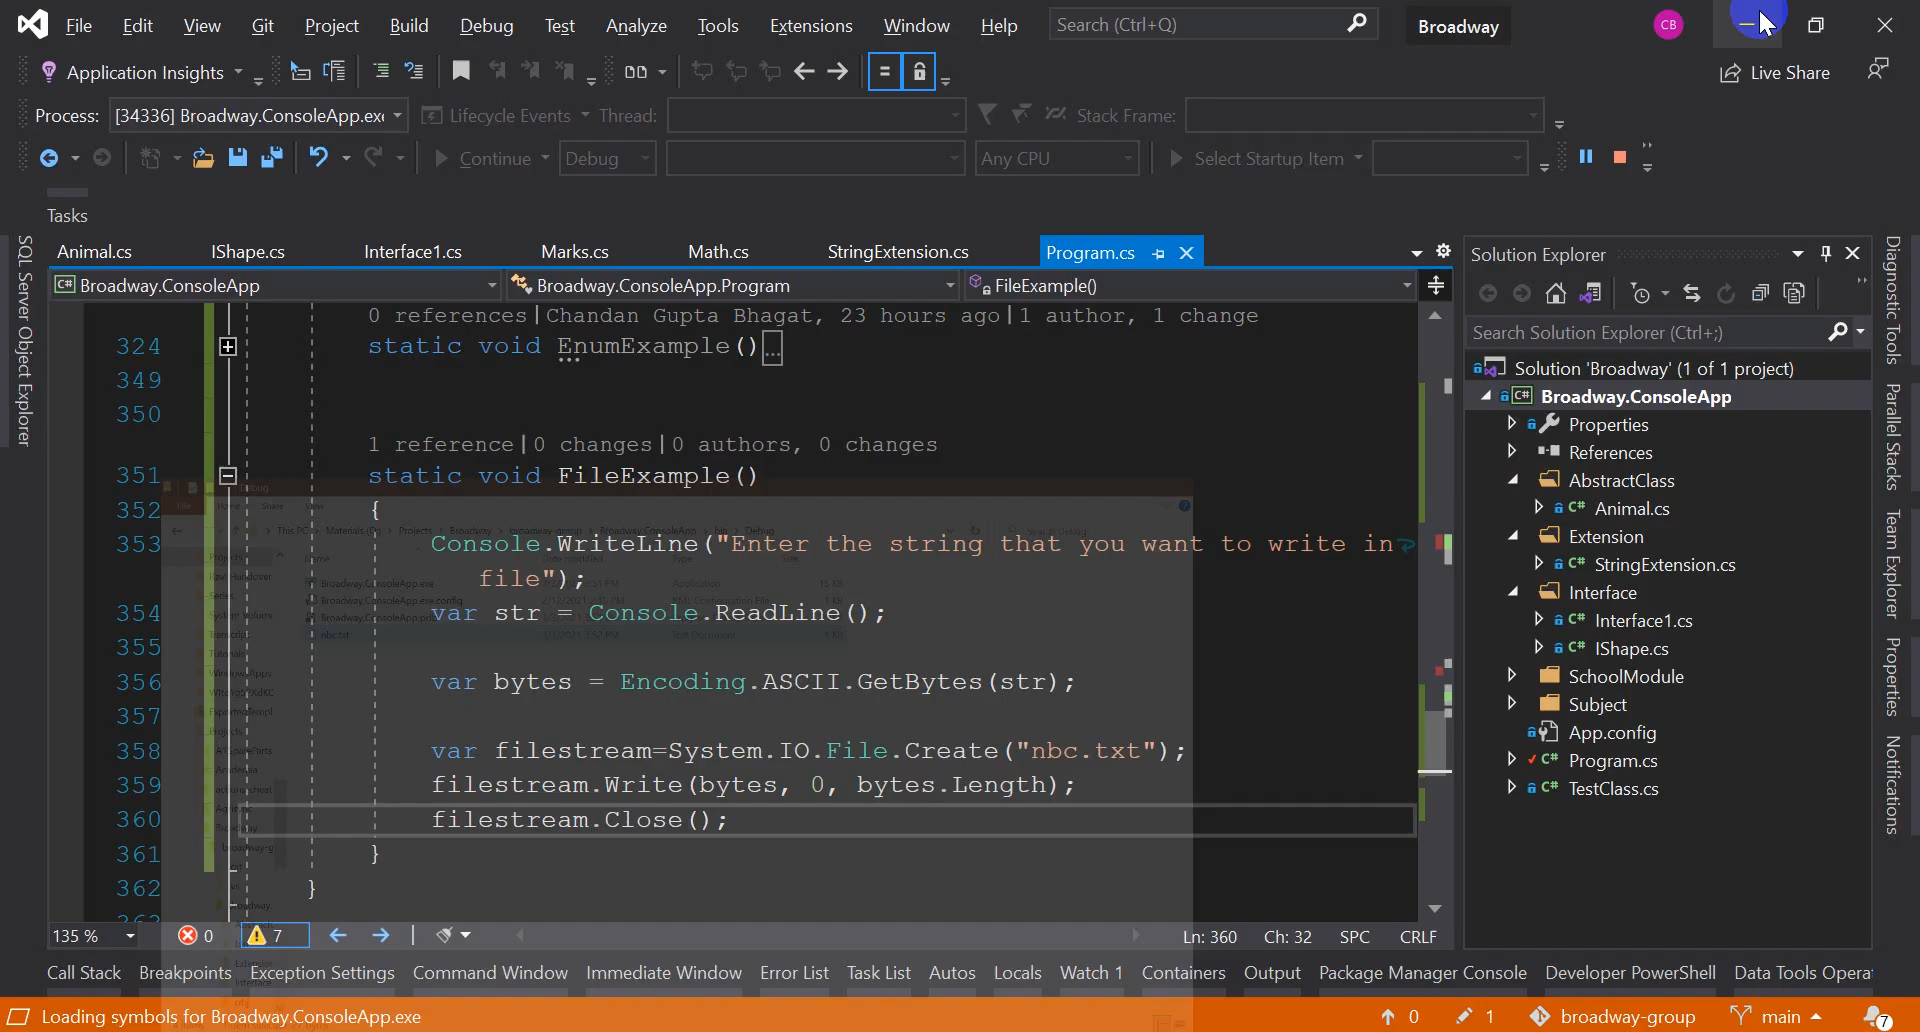 File Edit View Git Project Build Debug Test Analyze Tools Extensions Window Help Search (Ctrl+Q) Broadway CB
Application Insights Live Share
Process: [34336] Broadway.ConsoleApp.exe Lifecycle Events Thread: Stack Frame:
Continue Debug Any CPU Select Startup Item
Tasks
SQL Server Object Explorer
Animal.cs IShape.cs Interface1.cs Marks.cs Math.cs StringExtension.cs Program.cs
Broadway.ConsoleApp Broadway.ConsoleApp.Program FileExample()
0 references|Chandan Gupta Bhagat, 23 hours ago|1 author, 1 change
324 static void EnumExample()...
349
350
1 reference|0 changes|0 authors, 0 changes
351 static void FileExample()
352 {
353 Console.WriteLine("Enter the string that you want to write in
file");
354 var str = Console.ReadLine();
355
356 var bytes = Encoding.ASCII.GetBytes(str);
357
358 var filestream=System.IO.File.Create("nbc.txt");
359 filestream.Write(bytes, 0, bytes.Length);
360 filestream.Close();
361 }
362 }
363
135 % 0 7 Ln: 360 Ch: 32 SPC CRLF
Solution Explorer
Search Solution Explorer (Ctrl+;)
Solution 'Broadway' (1 of 1 project)
Broadway.ConsoleApp
Properties
References
AbstractClass
Animal.cs
Extension
StringExtension.cs
Interface
Interface1.cs
IShape.cs
SchoolModule
Subject
App.config
Program.cs
TestClass.cs
Diagnostic Tools
Parallel Stacks
Team Explorer
Properties
Notifications
Call Stack Breakpoints Exception Settings Command Window Immediate Window Error List Task List Autos Locals Watch 1 Containers Output Package Manager Console Developer PowerShell Data Tools Opera
Loading symbols for Broadway.ConsoleApp.exe 0 1 broadway-group main 7